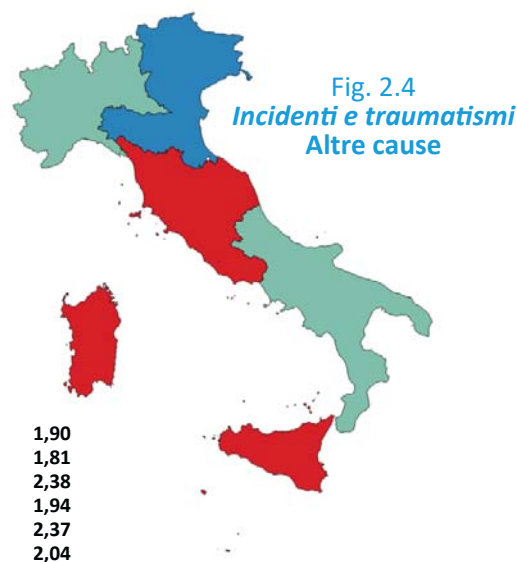 Fig. 2.4
Incidenti e traumatismi
Altre cause
1,90
1,81
2,38
1,94
2,37
2,04